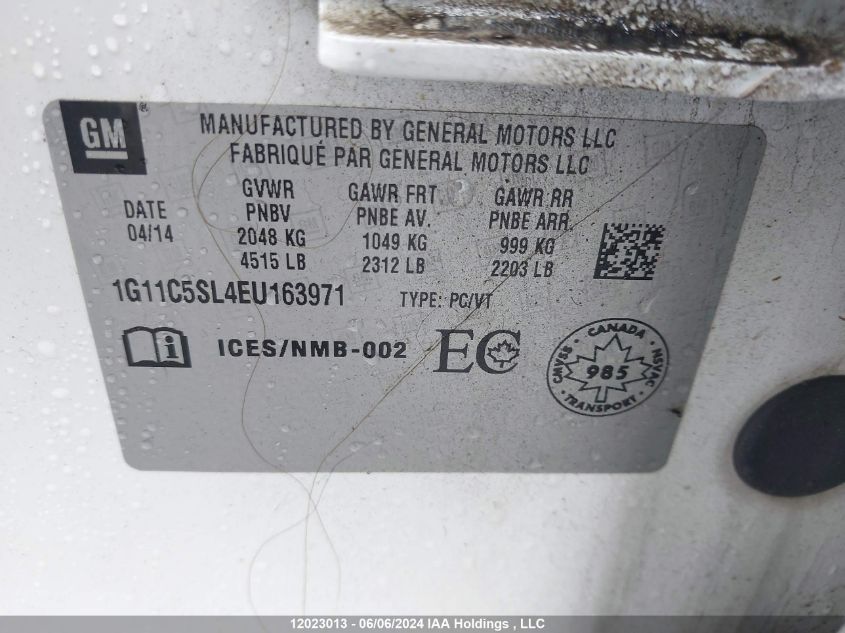 GM®
MANUFACTURED BY GENERAL MOTORS LLC
FABRIQUÉ PAR GENERAL MOTORS LLC
DATE
04/14
GVWR
PNBV
2048 KG
4515 LB
GAWR FRT
PNBE AV.
1049 KG
2312 LB
GAWR RR
PNBE ARR.
999 KG
2203 LB
1G11C5SL4EU163971 TYPE: PC/VT
i ICES/NMB-002 EC
• CANADA •
CMVSS
985
NSVAC
• TRANSPORT •
12023013 - 06/06/2024 IAA Holdings , LLC